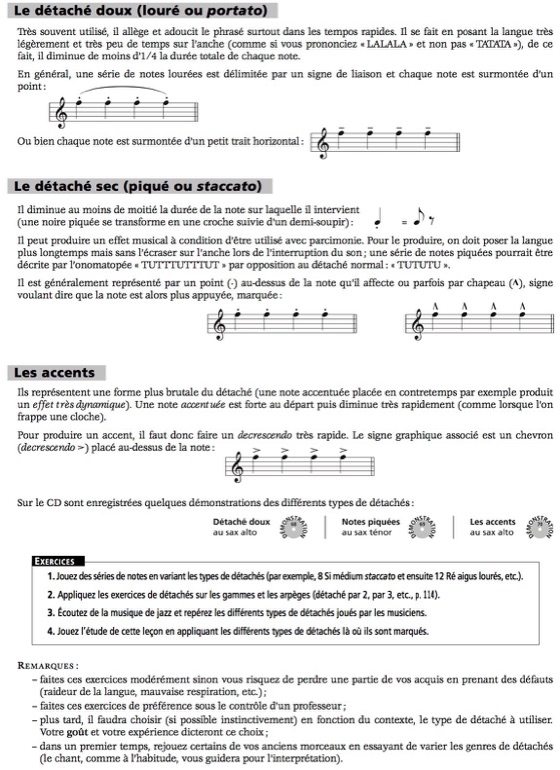 Le détaché doux (louré ou portato)
Très souvent utilisé, il allège et adoucit le phrasé surtout dans les tempos rapides. Il se fait en posant la langue très
légèrement et très peu de temps sur l'anche (comme si vous prononciez « LALALA » et non pas « TATATA »), de ce
fait, il diminue de moins d'1/4 la durée totale de chaque note.
En général, une série de notes lourées est délimitée par un signe de liaison et chaque note est surmontée d'un
point :
Ou bien chaque note est surmontée d'un petit trait horizontal :
Le détaché sec (piqué ou staccato)
Il diminue au moins de moitié la durée de la note sur laquelle il intervient
(une noire piquée se transforme en une croche suivie d'un demi-soupir) :
=
Il peut produire un effet musical à condition d'être utilisé avec parcimonie. Pour le produire, on doit poser la langue
plus longtemps mais sans l'écraser sur l'anche lors de l'interruption du son ; une série de notes piquées pourrait être
décrite par l'onomatopée « TUTTTUTTTUT » par opposition au détaché normal : « TUTUTU ».
Il est généralement représenté par un point (·) au-dessus de la note qu'il affecte ou parfois par chapeau (ʌ), signe
voulant dire que la note est alors plus appuyée, marquée :
Les accents
Ils représentent une forme plus brutale du détaché (une note accentuée placée en contretemps par exemple produit
un effet très dynamique). Une note accentuée est forte au départ puis diminue très rapidement (comme lorsque l'on
frappe une cloche).
Pour produire un accent, il faut donc faire un decrescendo très rapide. Le signe graphique associé est un chevron
(decrescendo >) placé au-dessus de la note :
Sur le CD sont enregistrées quelques démonstrations des différents types de détachés :
Détaché doux
au sax alto
DÉMONSTRATION
Notes piquées
au sax ténor
DÉMONSTRATION
Les accents
au sax alto
DÉMONSTRATION
EXERCICES
1. Jouez des séries de notes en variant les types de détachés (par exemple, 8 Si médium staccato et ensuite 12 Ré aigus lourés, etc.).
2. Appliquez les exercices de détachés sur les gammes et les arpèges (détaché par 2, par 3, etc., p. 114).
3. Écoutez de la musique de jazz et repérez les différents types de détachés joués par les musiciens.
4. Jouez l'étude de cette leçon en appliquant les différents types de détachés là où ils sont marqués.
REMARQUES :
– faites ces exercices modérément sinon vous risquez de perdre une partie de vos acquis en prenant des défauts
(raideur de la langue, mauvaise respiration, etc.) ;
– faites ces exercices de préférence sous le contrôle d'un professeur ;
– plus tard, il faudra choisir (si possible instinctivement) en fonction du contexte, le type de détaché à utiliser.
Votre goût et votre expérience dicteront ce choix ;
– dans un premier temps, rejouez certains de vos anciens morceaux en essayant de varier les genres de détachés
(le chant, comme à l'habitude, vous guidera pour l'interprétation).